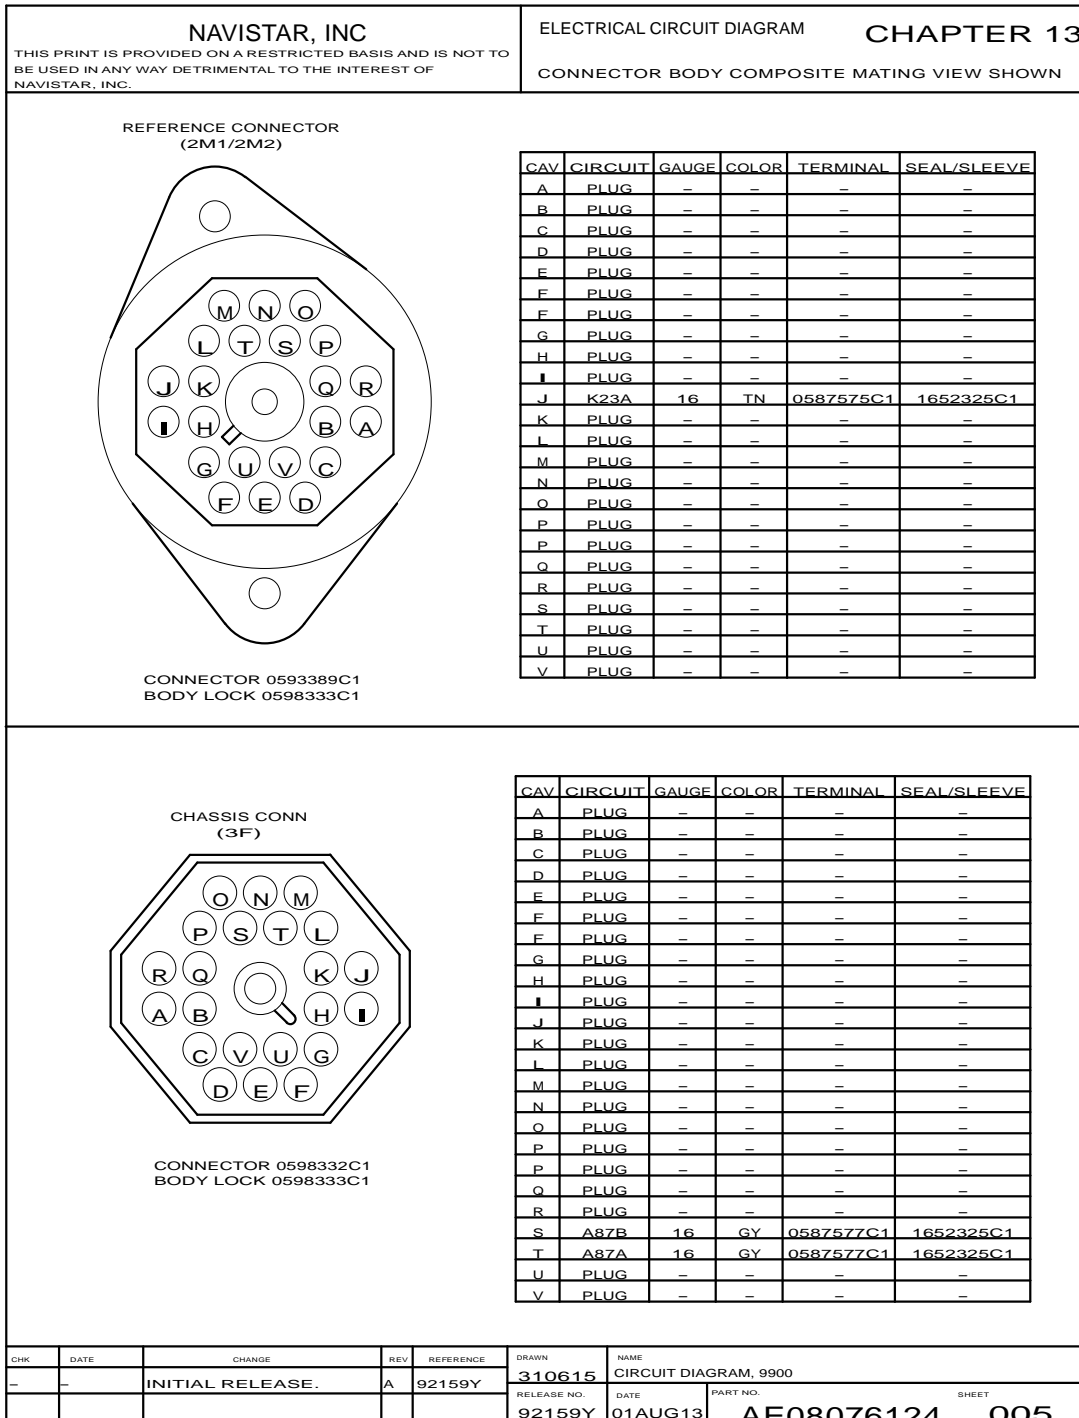 NAVISTAR, INC
THIS PRINT IS PROVIDED ON A RESTRICTED BASIS AND IS NOT TO
BE USED IN ANY WAY DETRIMENTAL TO THE INTEREST OF
NAVISTAR, INC.
ELECTRICAL CIRCUIT DIAGRAM CHAPTER 13
CONNECTOR BODY COMPOSITE MATING VIEW SHOWN
REFERENCE CONNECTOR
(2M1/2M2)
M N O
L T S P
J K Q R
I H B A
G U V C
F E D
CONNECTOR 0593389C1
BODY LOCK 0598333C1
CAV CIRCUIT GAUGE COLOR TERMINAL SEAL/SLEEVE
A PLUG – – – –
B PLUG – – – –
C PLUG – – – –
D PLUG – – – –
E PLUG – – – –
F PLUG – – – –
F PLUG – – – –
G PLUG – – – –
H PLUG – – – –
I PLUG – – – –
J K23A 16 TN 0587575C1 1652325C1
K PLUG – – – –
L PLUG – – – –
M PLUG – – – –
N PLUG – – – –
O PLUG – – – –
P PLUG – – – –
P PLUG – – – –
Q PLUG – – – –
R PLUG – – – –
S PLUG – – – –
T PLUG – – – –
U PLUG – – – –
V PLUG – – – –
CHASSIS CONN
(3F)
O N M
P S T L
R Q K J
A B H I
C V U G
D E F
CONNECTOR 0598332C1
BODY LOCK 0598333C1
CAV CIRCUIT GAUGE COLOR TERMINAL SEAL/SLEEVE
A PLUG – – – –
B PLUG – – – –
C PLUG – – – –
D PLUG – – – –
E PLUG – – – –
F PLUG – – – –
F PLUG – – – –
G PLUG – – – –
H PLUG – – – –
I PLUG – – – –
J PLUG – – – –
K PLUG – – – –
L PLUG – – – –
M PLUG – – – –
N PLUG – – – –
O PLUG – – – –
P PLUG – – – –
P PLUG – – – –
Q PLUG – – – –
R PLUG – – – –
S A87B 16 GY 0587577C1 1652325C1
T A87A 16 GY 0587577C1 1652325C1
U PLUG – – – –
V PLUG – – – –
CHK DATE CHANGE REV REFERENCE
– – INITIAL RELEASE. A 92159Y
DRAWN NAME
310615 CIRCUIT DIAGRAM, 9900
RELEASE NO. DATE PART NO. SHEET
92159Y 01AUG13 AE08076124 005